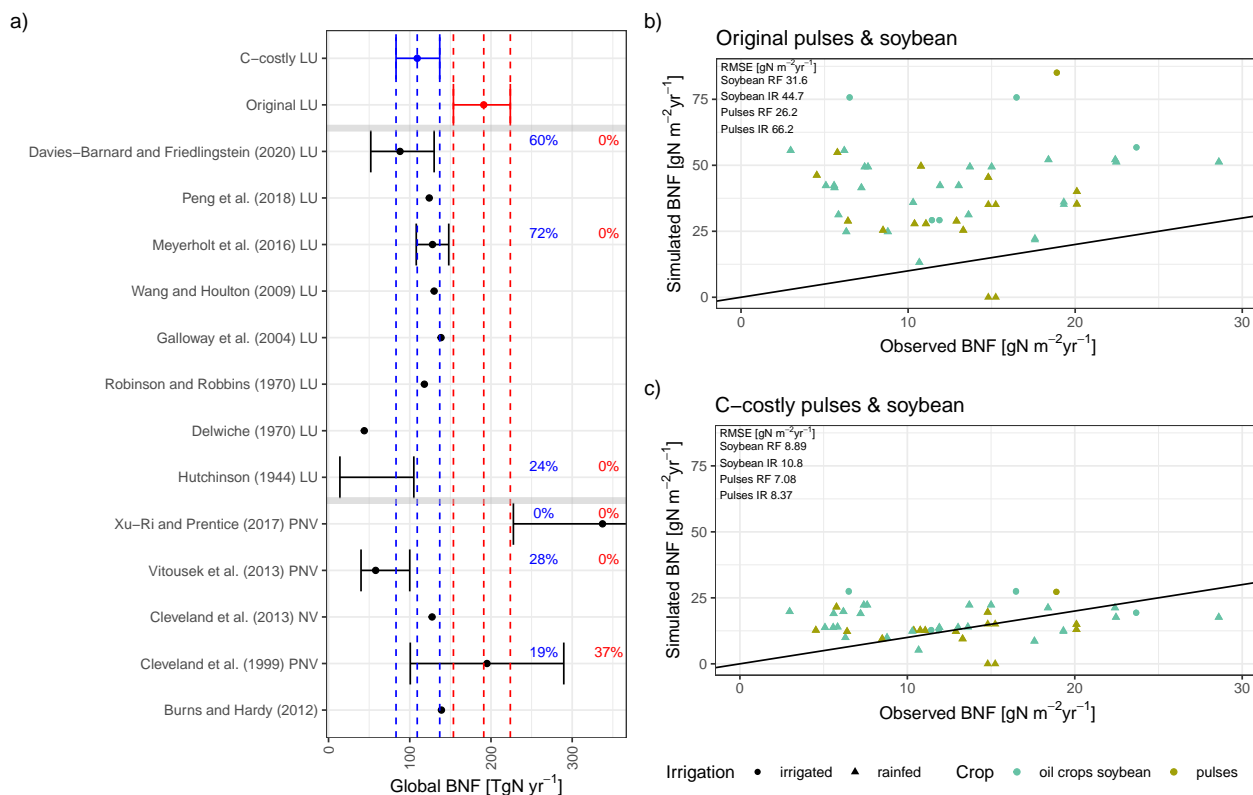 a)
C−costly LU
Original LU
Davies−Barnard and Friedlingstein (2020) LU
60% 0%
Peng et al. (2018) LU
Meyerholt et al. (2016) LU
72% 0%
Wang and Houlton (2009) LU
Galloway et al. (2004) LU
Robinson and Robbins (1970) LU
Delwiche (1970) LU
Hutchinson (1944) LU
24% 0%
Xu−Ri and Prentice (2017) PNV
0% 0%
Vitousek et al. (2013) PNV
28% 0%
Cleveland et al. (2013) NV
Cleveland et al. (1999) PNV
19% 37%
Burns and Hardy (2012)
0 100 200 300
Global BNF [TgN yr⁻¹]
b)
Original pulses & soybean
RMSE [gN m⁻²yr⁻¹]
Soybean RF 31.6
Soybean IR 44.7
Pulses RF 26.2
Pulses IR 66.2
Simulated BNF [gN m⁻²yr⁻¹]
75
50
25
0
0 10 20 30
Observed BNF [gN m⁻²yr⁻¹]
c)
C−costly pulses & soybean
RMSE [gN m⁻²yr⁻¹]
Soybean RF 8.89
Soybean IR 10.8
Pulses RF 7.08
Pulses IR 8.37
Simulated BNF [gN m⁻²yr⁻¹]
75
50
25
0
0 10 20 30
Observed BNF [gN m⁻²yr⁻¹]
Irrigation irrigated rainfed Crop oil crops soybean pulses